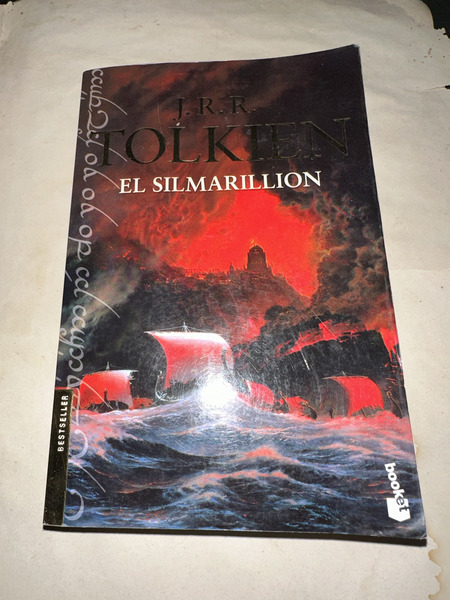 J. R. R.
TOLKIEN
EL SILMARILLION
BESTSELLER
booket